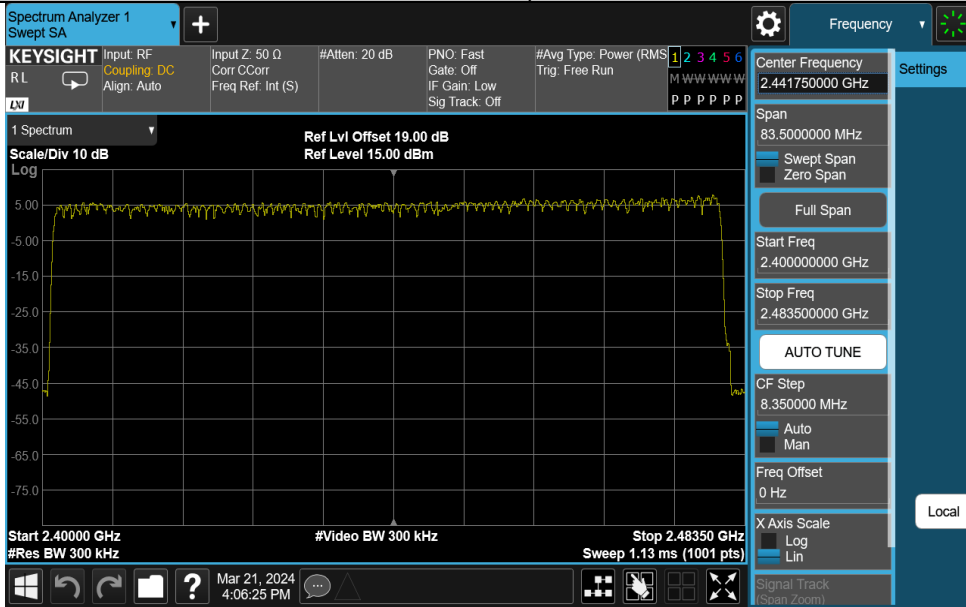 Spectrum Analyzer 1
Swept SA
Frequency
KEYSIGHT
RL
LXI
Input: RF
Coupling: DC
Align: Auto
Input Z: 50 Ω
Corr CCorr
Freq Ref: Int (S)
#Atten: 20 dB
PNO: Fast
Gate: Off
IF Gain: Low
Sig Track: Off
#Avg Type: Power (RMS
Trig: Free Run
1 2 3 4 5 6
M W W W W W
P P P P P P
Center Frequency
2.441750000 GHz
Settings
1 Spectrum
Scale/Div 10 dB
Log
Ref Lvl Offset 19.00 dB
Ref Level 15.00 dBm
5.00
-5.00
-15.0
-25.0
-35.0
-45.0
-55.0
-65.0
-75.0
Start 2.40000 GHz
#Res BW 300 kHz
#Video BW 300 kHz
Stop 2.48350 GHz
Sweep 1.13 ms (1001 pts)
Span
83.5000000 MHz
Swept Span
Zero Span
Full Span
Start Freq
2.400000000 GHz
Stop Freq
2.483500000 GHz
AUTO TUNE
CF Step
8.350000 MHz
Auto
Man
Freq Offset
0 Hz
Local
X Axis Scale
Log
Lin
Signal Track
(Span Zoom)
?
Mar 21, 2024
4:06:25 PM